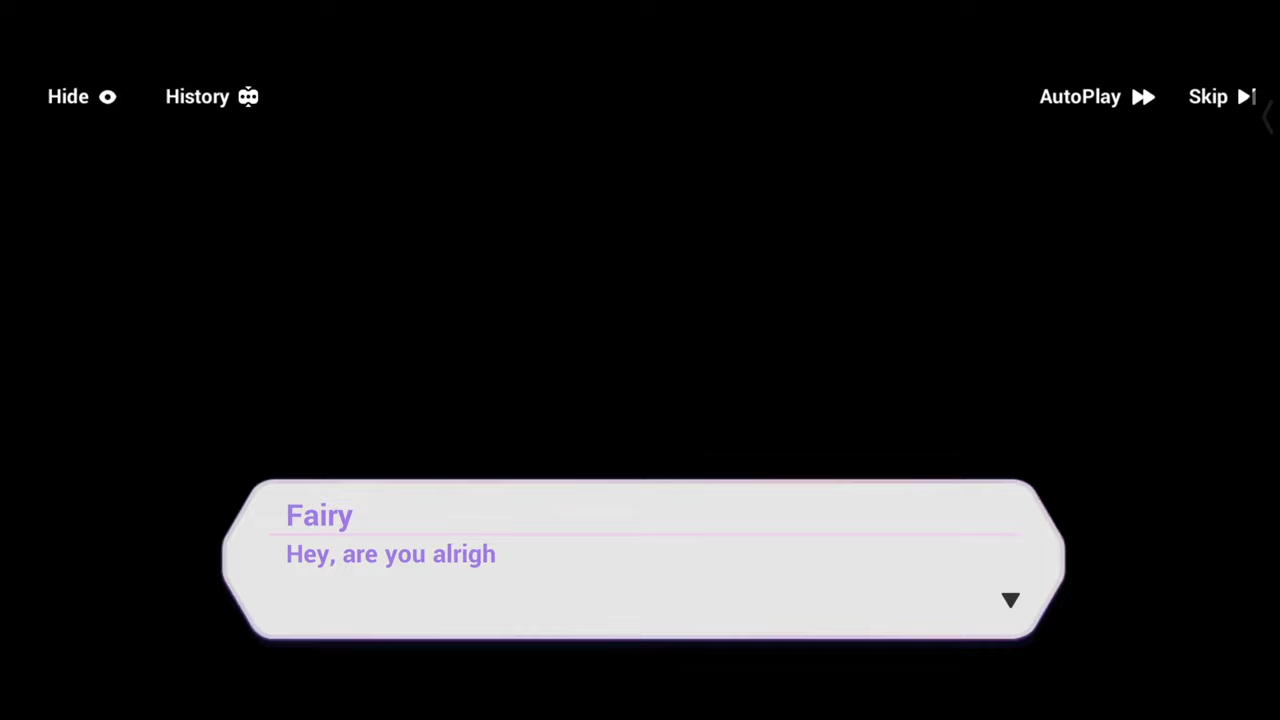 Hide
History
AutoPlay
Skip
Fairy
Hey, are you alrigh